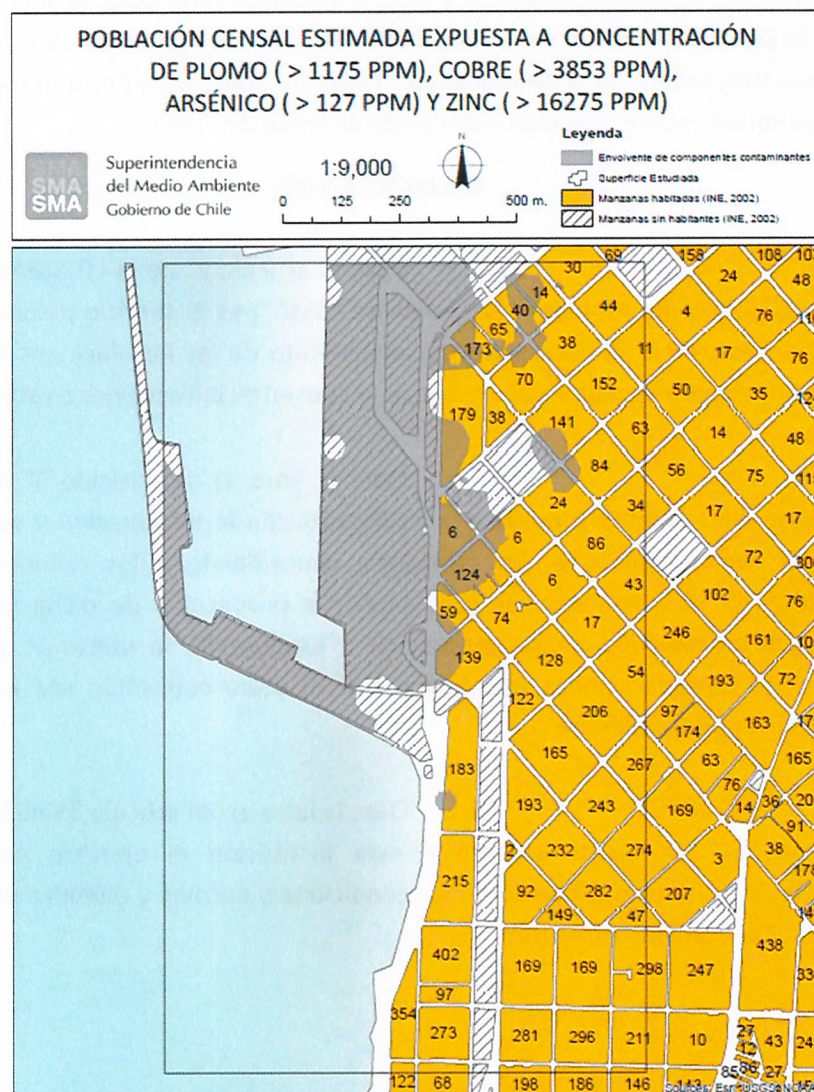 POBLACIÓN CENSAL ESTIMADA EXPUESTA A CONCENTRACIÓN
DE PLOMO ( > 1175 PPM), COBRE ( > 3853 PPM),
ARSÉNICO ( > 127 PPM) Y ZINC ( > 16275 PPM)
SMA
SMA
Superintendencia
del Medio Ambiente
Gobierno de Chile
1:9,000
N
0 125 250 500 m.
Leyenda
Envolvente de componentes contaminantes
Superficie Estudiada
Manzanas habitadas (INE, 2002)
Manzanas sin habitantes (INE, 2002)
69 158 108
30 24 48
14 44 4 76
40
65 38 11 17 76
173
70 152 50 35
179 38 141 63 14 48
84 56 75
24 34 17 17
6 6 86 72
124 6 43 102 76
59 74 17 246 161
139 128 54 193 72
122 206 97 174 163
165 267 63 165
183 76
193 243 169 14 36
91
232 274 3 38
215 92 282 207
149 47 438
402 169 169 298 247
97
354 27
273 281 296 211 10 12 43
85 86 27
122 68 198 186 146 143